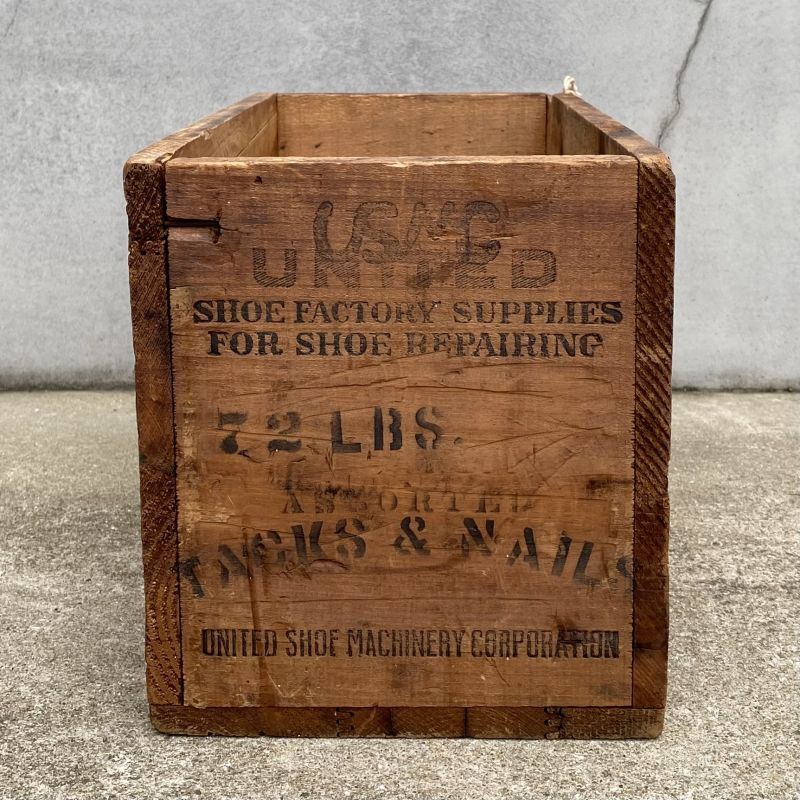 USMC
UNITED
SHOE FACTORY SUPPLIES
FOR SHOE REPAIRING
72 LBS.
ASSORTED
TACKS & NAILS
UNITED SHOE MACHINERY CORPORATION